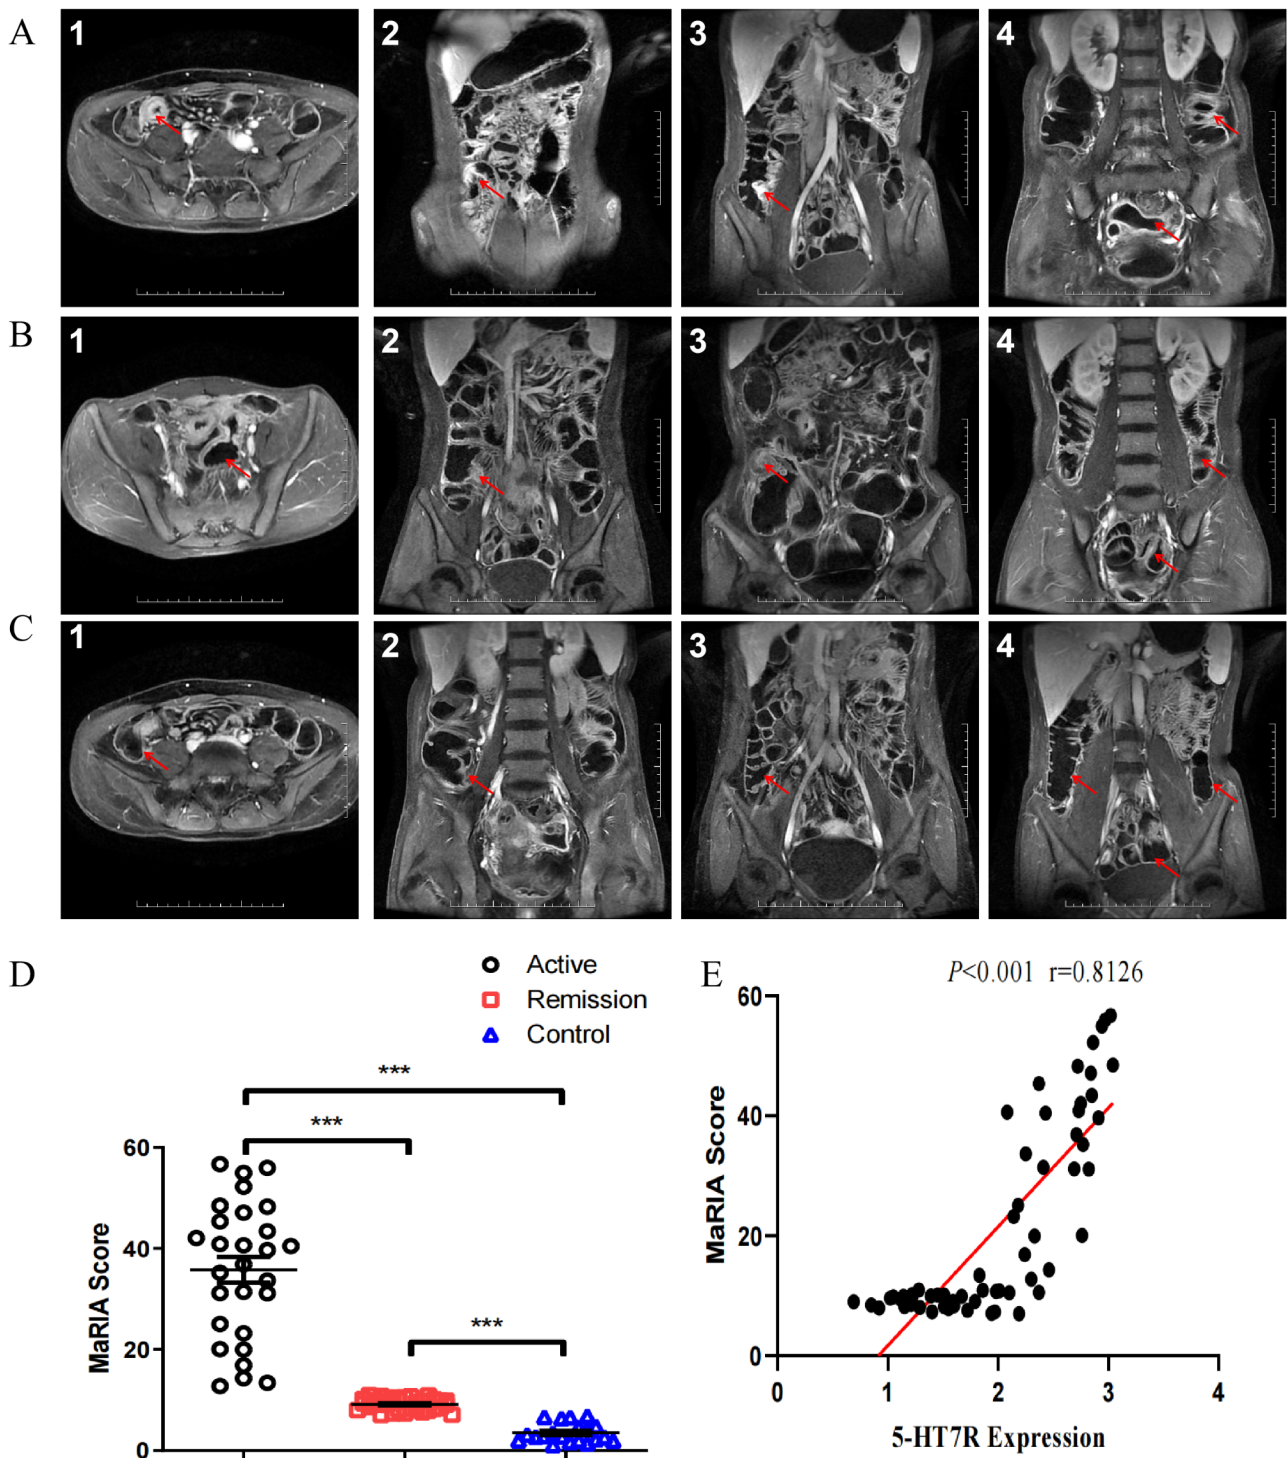 A
1
2
3
4
B
1
2
3
4
C
1
2
3
4
D
Active
Remission
Control
***
***
***
60
40
20
0
MaRIA Score
E
P<0.001 r=0.8126
60
40
20
0
MaRIA Score
0
1
2
3
4
5-HT7R Expression